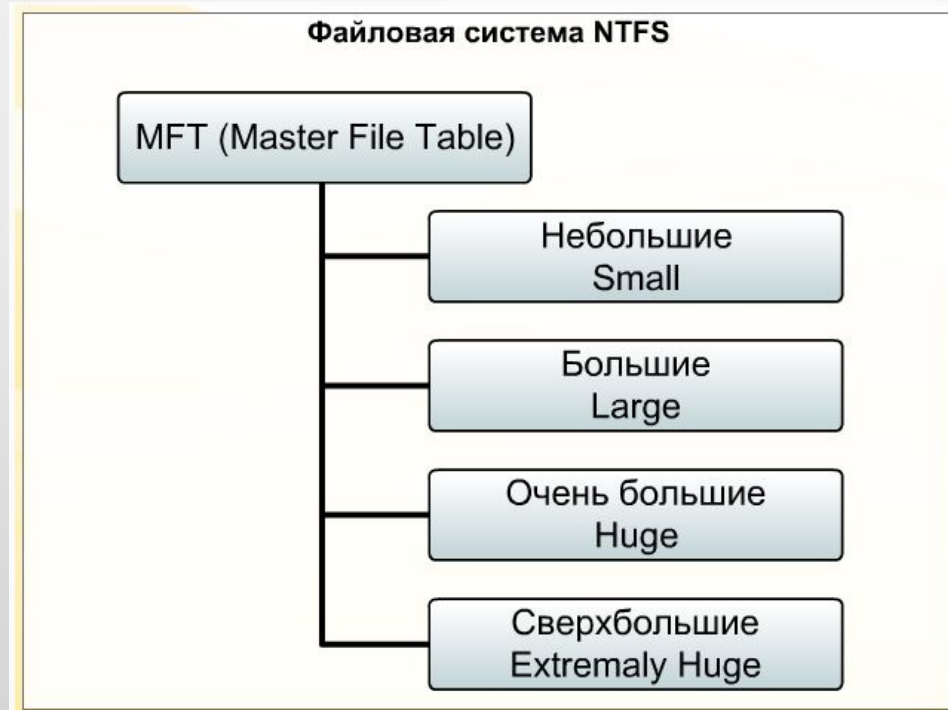 Файловая система NTFS
MFT (Master File Table)
Небольшие
Small
Большие
Large
Очень большие
Huge
Сверхбольшие
Extremaly Huge